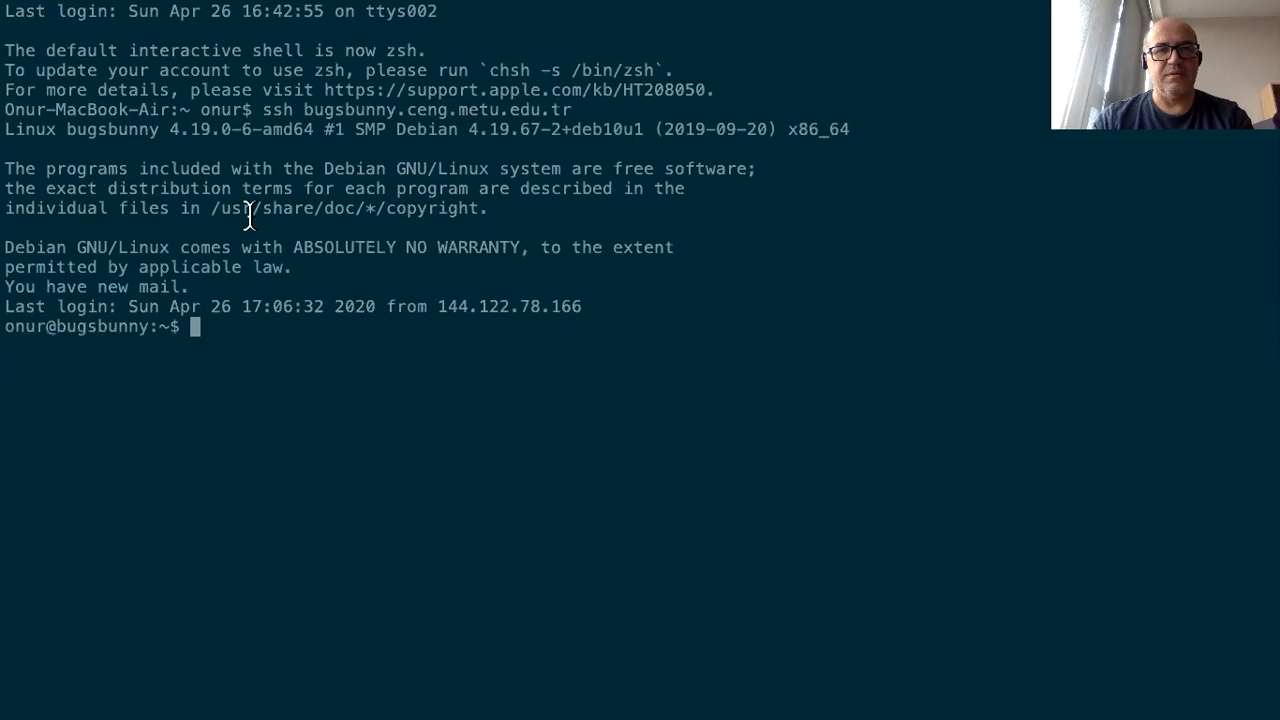 Last login: Sun Apr 26 16:42:55 on ttys002
The default interactive shell is now zsh.
To update your account to use zsh, please run `chsh -s /bin/zsh`.
For more details, please visit https://support.apple.com/kb/HT208050.
Onur-MacBook-Air:~ onur$ ssh bugsbunny.ceng.metu.edu.tr
Linux bugsbunny 4.19.0-6-amd64 #1 SMP Debian 4.19.67-2+deb10u1 (2019-09-20) x86_64
The programs included with the Debian GNU/Linux system are free software;
the exact distribution terms for each program are described in the
individual files in /usr/share/doc/*/copyright.
Debian GNU/Linux comes with ABSOLUTELY NO WARRANTY, to the extent
permitted by applicable law.
You have new mail.
Last login: Sun Apr 26 17:06:32 2020 from 144.122.78.166
onur@bugsbunny:~$